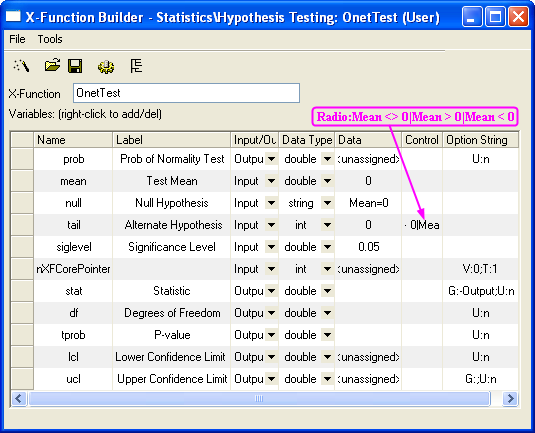 X-Function Builder - Statistics\Hypothesis Testing: OnetTest (User)
File Tools
X-Function OnetTest
Variables: (right-click to add/del)
Radio:Mean <> 0|Mean > 0|Mean < 0
Name Label Input/Ou Data Type Data Control Option String
prob Prob of Normality Test Outpu double <unassigned> U:n
mean Test Mean Input double 0
null Null Hypothesis Input string Mean=0
tail Alternate Hypothesis Input int 0 · 0|Mea
siglevel Significance Level Input double 0.05
nXFCorePointer Input int <unassigned> V:0;T:1
stat Statistic Outpu double G:-Output;U:n
df Degrees of Freedom Outpu double U:n
tprob P-value Outpu double U:n
lcl Lower Confidence Limit Outpu double <unassigned> U:n
ucl Upper Confidence Limit Outpu double <unassigned> G:;U:n